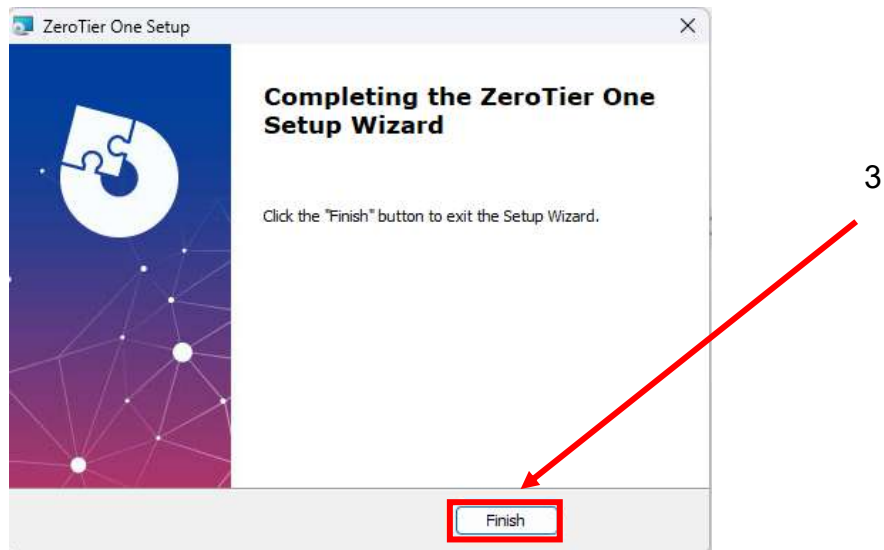 ZeroTier One Setup
Completing the ZeroTier One
Setup Wizard
3
Click the "Finish" button to exit the Setup Wizard.
Finish